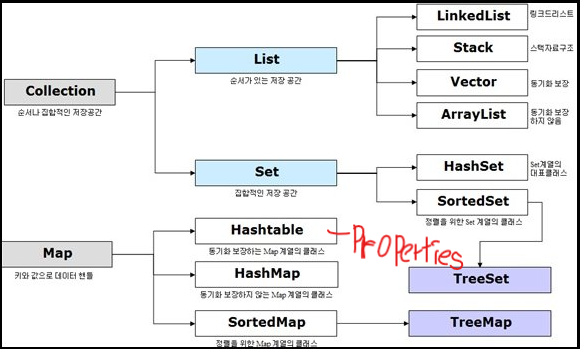 LinkedList
링크드리스트
List
순서가 있는 저장 공간
Stack
스택자료구조
Collection
순서나 집합적인 저장공간
Vector
동기화 보장
ArrayList
동기화 보장
하지 않음
Set
집합적인 저장 공간
HashSet
Set계열의
대표클래스
SortedSet
정렬을 위한 Set 계열의 클래스
Hashtable
동기화 보장하는 Map 계열의 클래스
PrOperties
Map
키와 값으로 데이터 핸들
HashMap
동기화 보장하지 않는 Map 계열의 클래스
TreeSet
SortedMap
정렬을 위한 Map 계열의 클래스
TreeMap